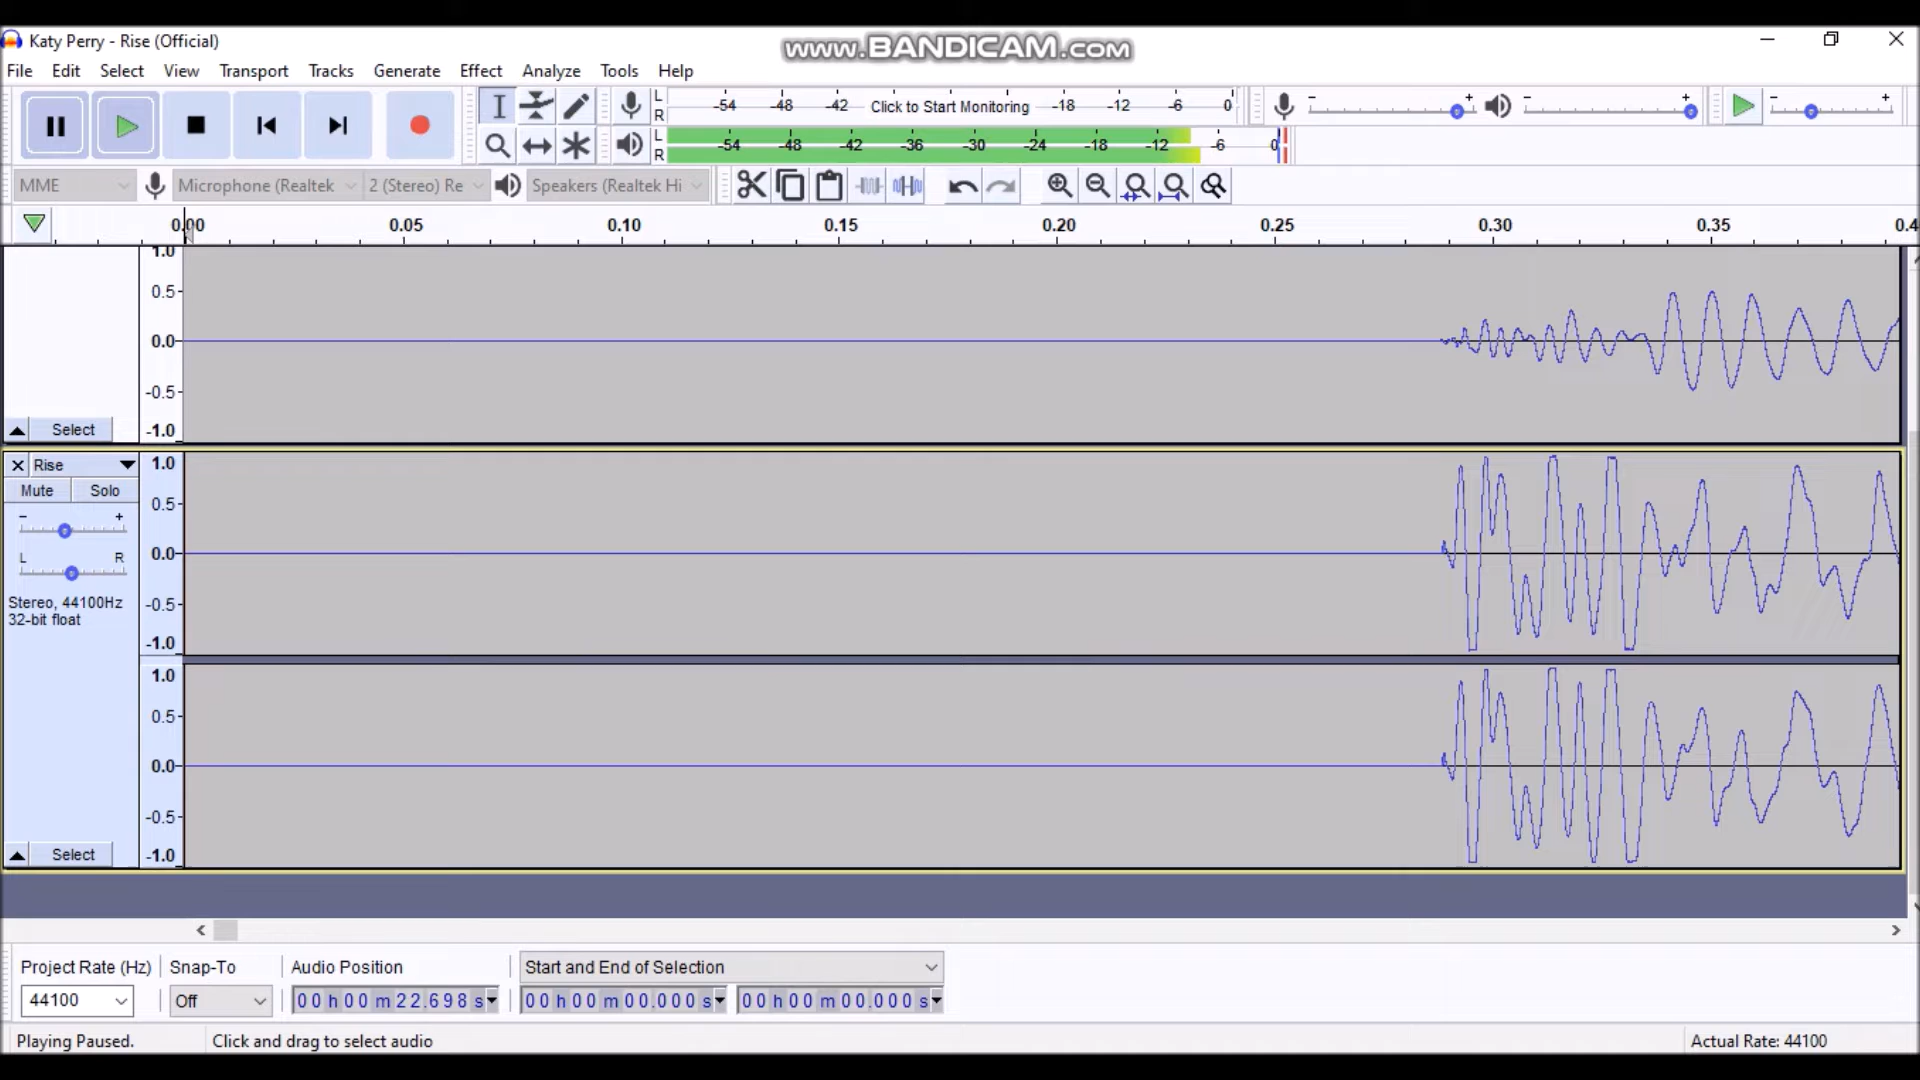 Katy Perry - Rise (Official)
www.BANDICAM.com
File Edit Select View Transport Tracks Generate Effect Analyze Tools Help
L
R
-54 -48 -42 Click to Start Monitoring -18 -12 -6 0
- +
- +
- +
L
R
-54 -48 -42 -36 -30 -24 -18 -12 -6 0
MME Microphone (Realtek 2 (Stereo) Re Speakers (Realtek Hi
0.00 0.05 0.10 0.15 0.20 0.25 0.30 0.35 0.4
1.0
0.5
0.0
-0.5
-1.0
Select
Rise
Mute Solo
- +
L R
Stereo, 44100Hz
32-bit float
Select
1.0
0.5
0.0
-0.5
-1.0
1.0
0.5
0.0
-0.5
-1.0
Project Rate (Hz) Snap-To Audio Position Start and End of Selection
44100 Off 00 h 00 m 22.698 s 00 h 00 m 00.000 s 00 h 00 m 00.000 s
Playing Paused. Click and drag to select audio Actual Rate: 44100